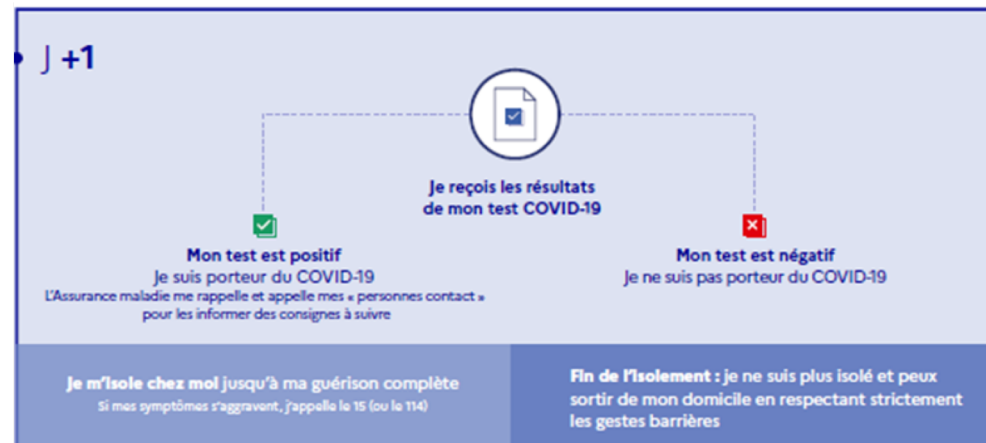 J +1
Je reçois les résultats
de mon test COVID-19
Mon test est positif
Je suis porteur du COVID-19
L'Assurance maladie me rappelle et appelle mes « personnes contact »
pour les informer des consignes à suivre
Mon test est négatif
Je ne suis pas porteur du COVID-19
Je m'isole chez moi jusqu'à ma guérison complète
Si mes symptômes s'aggravent, j'appelle le 15 (ou le 114)
Fin de l'isolement : je ne suis plus isolé et peux
sortir de mon domicile en respectant strictement
les gestes barrières